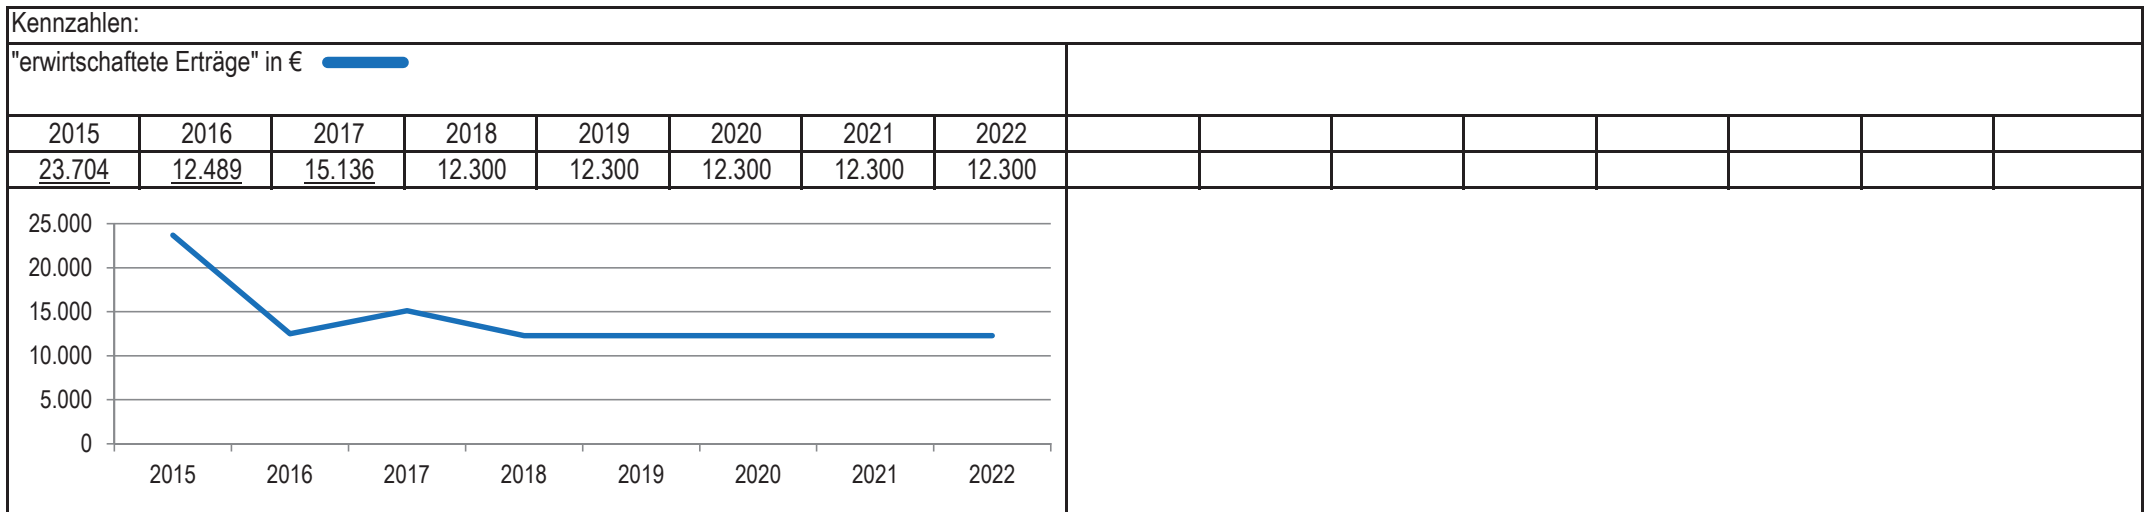 Kennzahlen:
"erwirtschaftete Erträge" in €
2015 2016 2017 2018 2019 2020 2021 2022
23.704 12.489 15.136 12.300 12.300 12.300 12.300 12.300
25.000
20.000
15.000
10.000
5.000
0
2015 2016 2017 2018 2019 2020 2021 2022